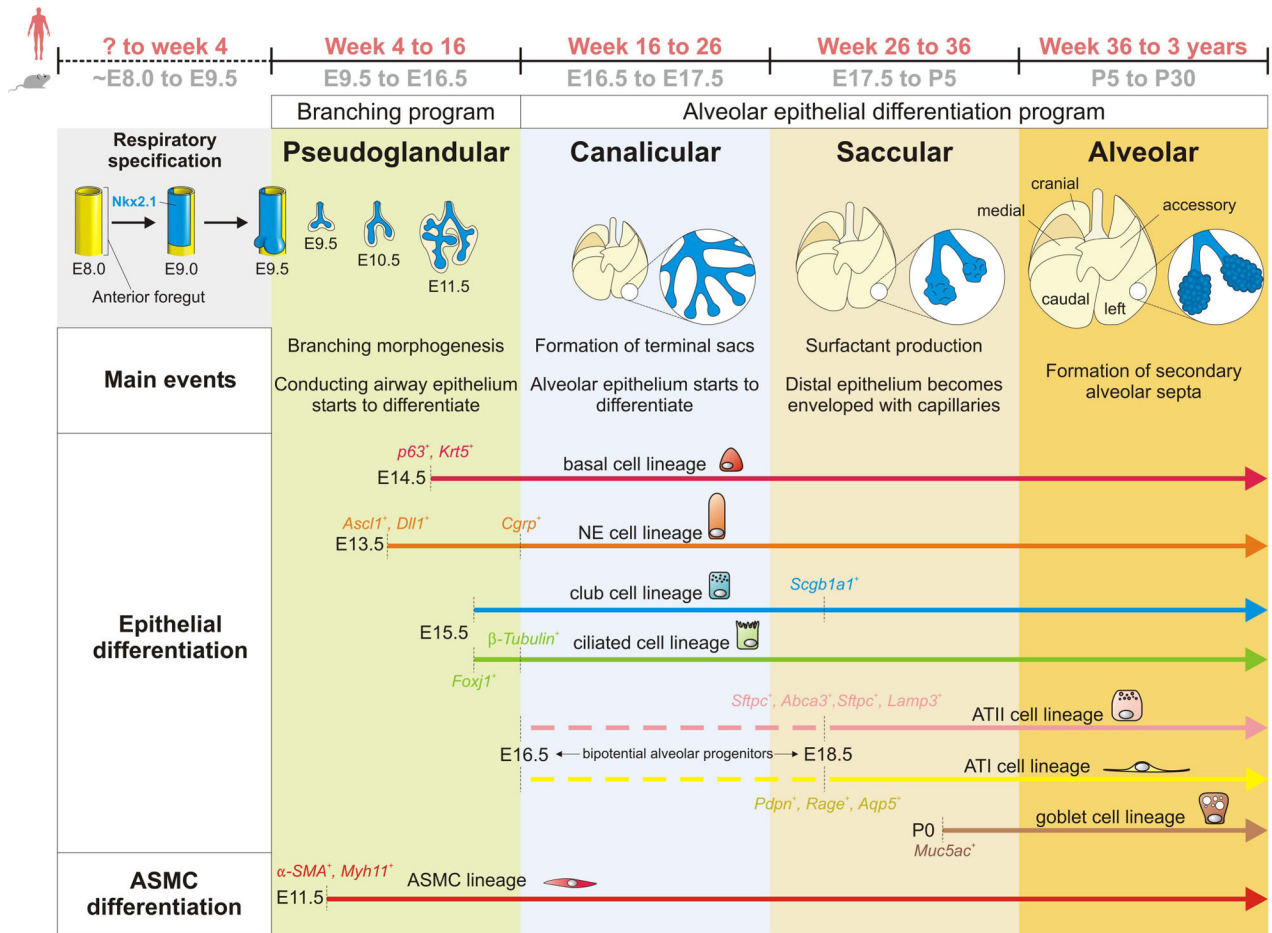 ? to week 4
Week 4 to 16
Week 16 to 26
Week 26 to 36
Week 36 to 3 years
~E8.0 to E9.5
E9.5 to E16.5
E16.5 to E17.5
E17.5 to P5
P5 to P30
Branching program
Alveolar epithelial differentiation program
Respiratory
specification
Pseudoglandular
Canalicular
Saccular
Alveolar
Nkx2.1
E8.0
E9.0
E9.5
Anterior foregut
E9.5
E10.5
E11.5
cranial
medial
accessory
caudal
left
Main events
Branching morphogenesis
Conducting airway epithelium
starts to differentiate
Formation of terminal sacs
Alveolar epithelium starts to
differentiate
Surfactant production
Distal epithelium becomes
enveloped with capillaries
Formation of secondary
alveolar septa
Epithelial
differentiation
p63⁺, Krt5⁺
E14.5
basal cell lineage
Ascl1⁺, Dll1⁺
Cgrp⁺
E13.5
NE cell lineage
club cell lineage
Scgb1a1⁺
E15.5
β-Tubulin⁺
ciliated cell lineage
Foxj1⁺
Sftpc⁺, Abca3⁺,Sftpc⁺, Lamp3⁺
ATII cell lineage
E16.5
bipotential alveolar progenitors
E18.5
ATI cell lineage
Pdpn⁺, Rage⁺, Aqp5⁺
goblet cell lineage
P0
Muc5ac⁺
ASMC
differentiation
α-SMA⁺, Myh11⁺
ASMC lineage
E11.5